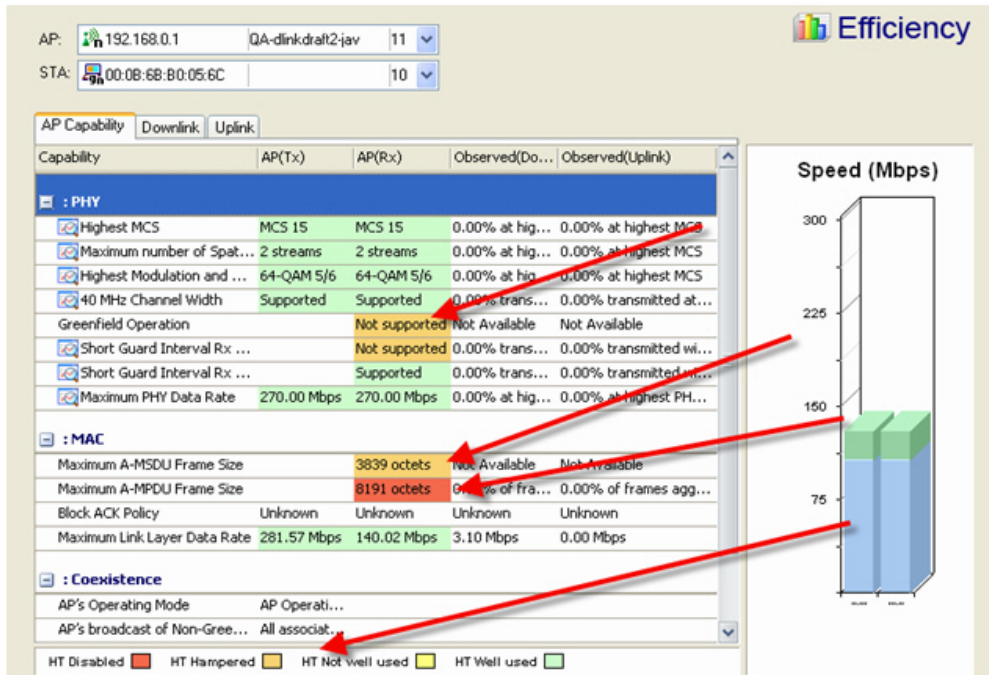 Efficiency
AP: 192.168.0.1 QA-dlinkdraft2-jav 11
STA: 00:0B:6B:B0:05:6C 10
AP Capability Downlink Uplink
Capability AP(Tx) AP(Rx) Observed(Do... Observed(Uplink)
: PHY
Highest MCS MCS 15 MCS 15 0.00% at hig... 0.00% at highest MCS
Maximum number of Spat... 2 streams 2 streams 0.00% at hig... 0.00% at highest MCS
Highest Modulation and ... 64-QAM 5/6 64-QAM 5/6 0.00% at hig... 0.00% at highest MCS
40 MHz Channel Width Supported Supported 0.00% trans... 0.00% transmitted at...
Greenfield Operation Not supported Not Available Not Available
Short Guard Interval Rx ... Not supported 0.00% trans... 0.00% transmitted wi...
Short Guard Interval Rx ... Supported 0.00% trans... 0.00% transmitted wi...
Maximum PHY Data Rate 270.00 Mbps 270.00 Mbps 0.00% at hig... 0.00% at highest PH...
: MAC
Maximum A-MSDU Frame Size 3839 octets Not Available Not Available
Maximum A-MPDU Frame Size 8191 octets of fra... 0.00% of frames agg...
Block ACK Policy Unknown Unknown Unknown Unknown
Maximum Link Layer Data Rate 281.57 Mbps 140.02 Mbps 3.10 Mbps 0.00 Mbps
: Coexistence
AP's Operating Mode AP Operati...
AP's broadcast of Non-Gree... All associat...
HT Disabled HT Hampered HT Not well used HT Well used
Speed (Mbps)
300
225
150
75